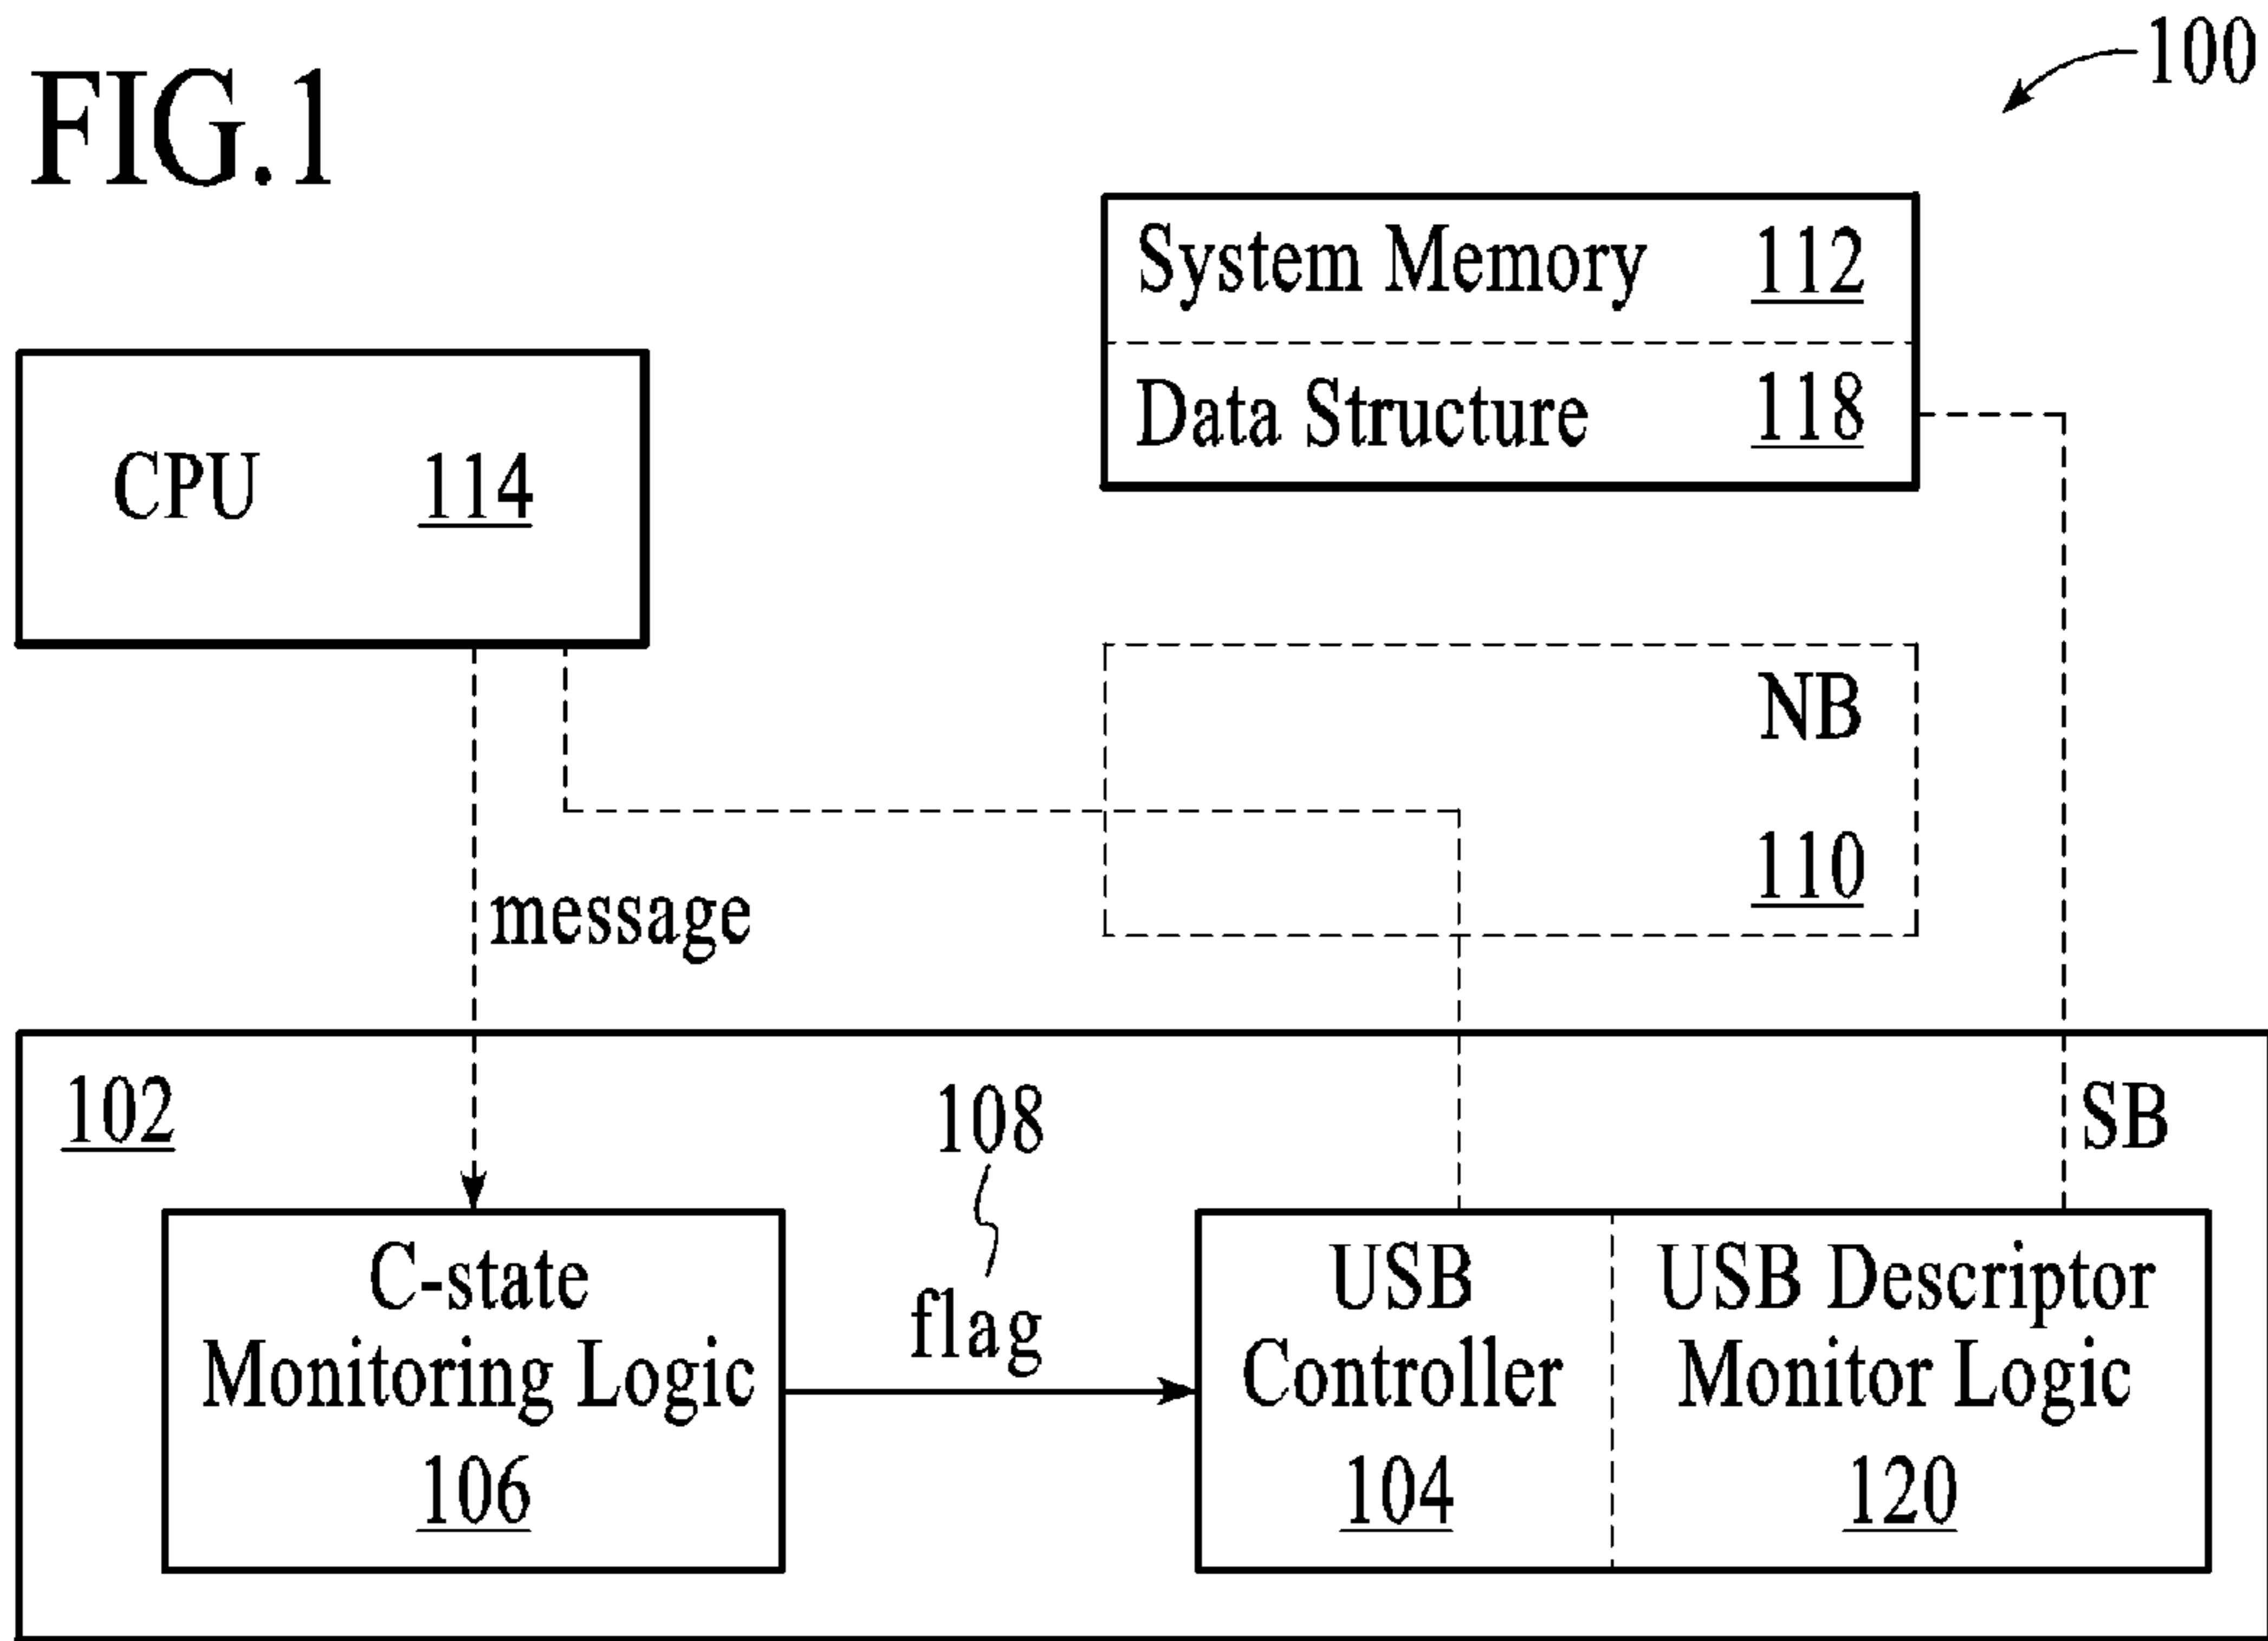 FIG.1
100
System Memory 112
Data Structure 118
CPU 114
NB
110
message
102
108
SB
C-state
Monitoring Logic
106
flag
USB
Controller
104
USB Descriptor
Monitor Logic
120